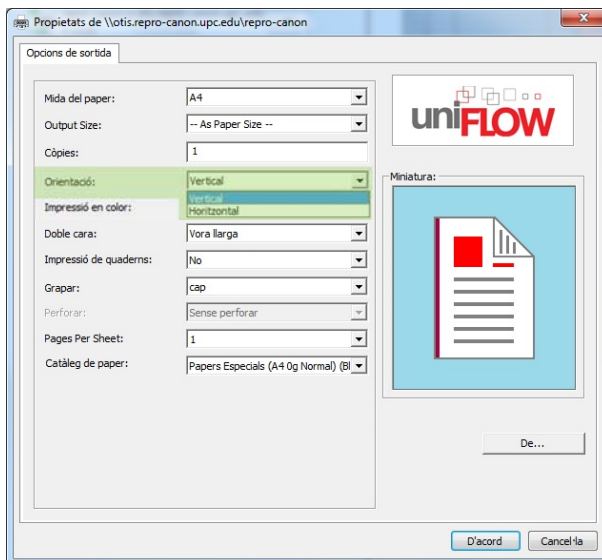 Propietats de \\otis.repro-canon.upc.edu\repro-canon
Opcions de sortida
Mida del paper: A4
Output Size: -- As Paper Size --
Còpies: 1
Orientació: Vertical
Vertical
Horitzontal
Impressió en color:
Doble cara: Vora llarga
Impressió de quaderns: No
Grapar: cap
Perforar: Sense perforar
Pages Per Sheet: 1
Catàleg de paper: Papers Especials (A4 0g Normal) (Bl
uniFLOW
Miniatura:
De...
D'acord
Cancel·la